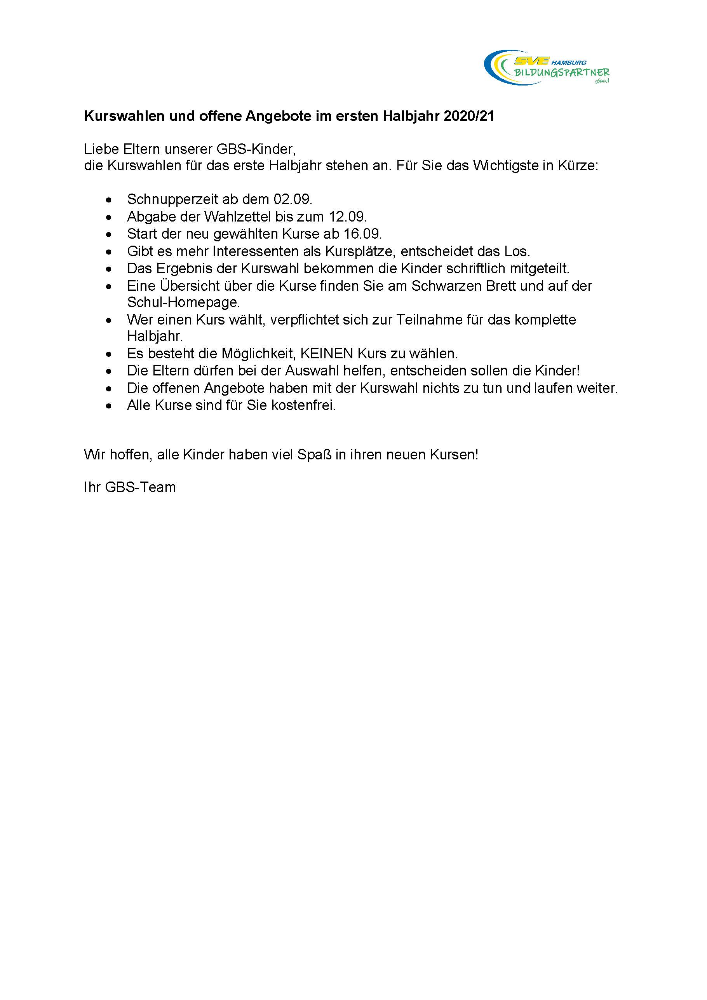 SVE HAMBURG
BILDUNGSPARTNER
gGmbH
Kurswahlen und offene Angebote im ersten Halbjahr 2020/21
Liebe Eltern unserer GBS-Kinder,
die Kurswahlen für das erste Halbjahr stehen an. Für Sie das Wichtigste in Kürze:
• Schnupperzeit ab dem 02.09.
• Abgabe der Wahlzettel bis zum 12.09.
• Start der neu gewählten Kurse ab 16.09.
• Gibt es mehr Interessenten als Kursplätze, entscheidet das Los.
• Das Ergebnis der Kurswahl bekommen die Kinder schriftlich mitgeteilt.
• Eine Übersicht über die Kurse finden Sie am Schwarzen Brett und auf der
Schul-Homepage.
• Wer einen Kurs wählt, verpflichtet sich zur Teilnahme für das komplette
Halbjahr.
• Es besteht die Möglichkeit, KEINEN Kurs zu wählen.
• Die Eltern dürfen bei der Auswahl helfen, entscheiden sollen die Kinder!
• Die offenen Angebote haben mit der Kurswahl nichts zu tun und laufen weiter.
• Alle Kurse sind für Sie kostenfrei.
Wir hoffen, alle Kinder haben viel Spaß in ihren neuen Kursen!
Ihr GBS-Team